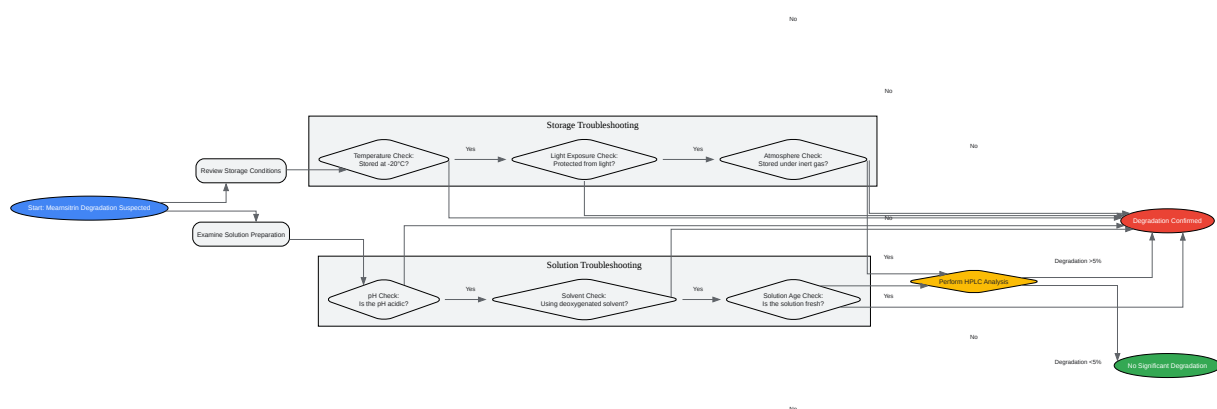 No
No
Storage Troubleshooting
No
Temperature Check:
Stored at -20°C?
Yes
Light Exposure Check:
Protected from light?
Yes
Atmosphere Check:
Stored under inert gas?
Review Storage Conditions
Start: Mearnsitrin Degradation Suspected
No
Degradation Confirmed
Examine Solution Preparation
Solution Troubleshooting
Yes
Degradation >5%
pH Check:
Is the pH acidic?
Yes
Solvent Check:
Using deoxygenated solvent?
Yes
Solution Age Check:
Is the solution fresh?
Perform HPLC Analysis
Yes
No
Degradation <5%
No Significant Degradation
No